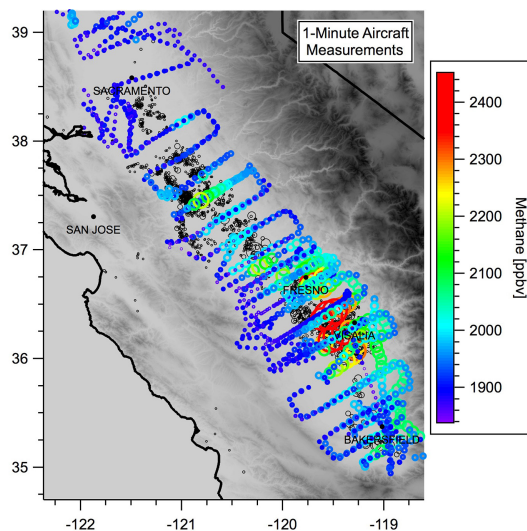 39
38
37
36
35
-122
-121
-120
-119
1-Minute Aircraft
Measurements
SACRAMENTO
SAN JOSE
FRESNO
ISALIA
BAKERSFIELD
2400
2300
2200
2100
2000
1900
Methane [ppbv]